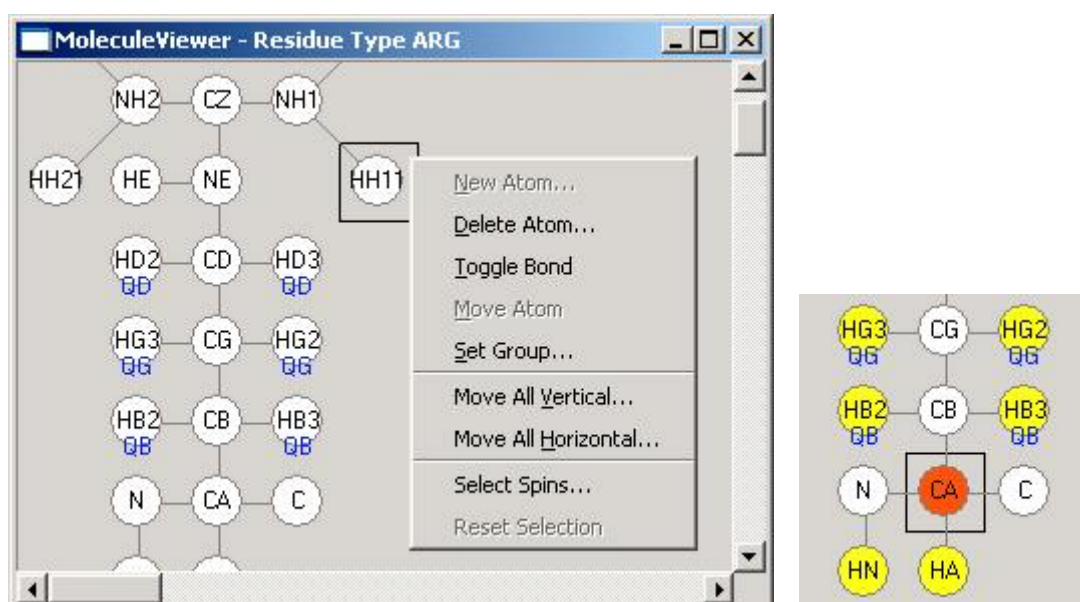 MoleculeViewer - Residue Type ARG
NH2 CZ NH1
HH21 HE NE HH11
HD2 CD HD3
QD QD
HG3 CG HG2
QG QG
HB2 CB HB3
QB QB
N CA C
New Atom...
Delete Atom...
Toggle Bond
Move Atom
Set Group...
Move All Vertical...
Move All Horizontal...
Select Spins...
Reset Selection
HG3 CG HG2
QG QG
HB2 CB HB3
QB QB
N CA C
HN HA